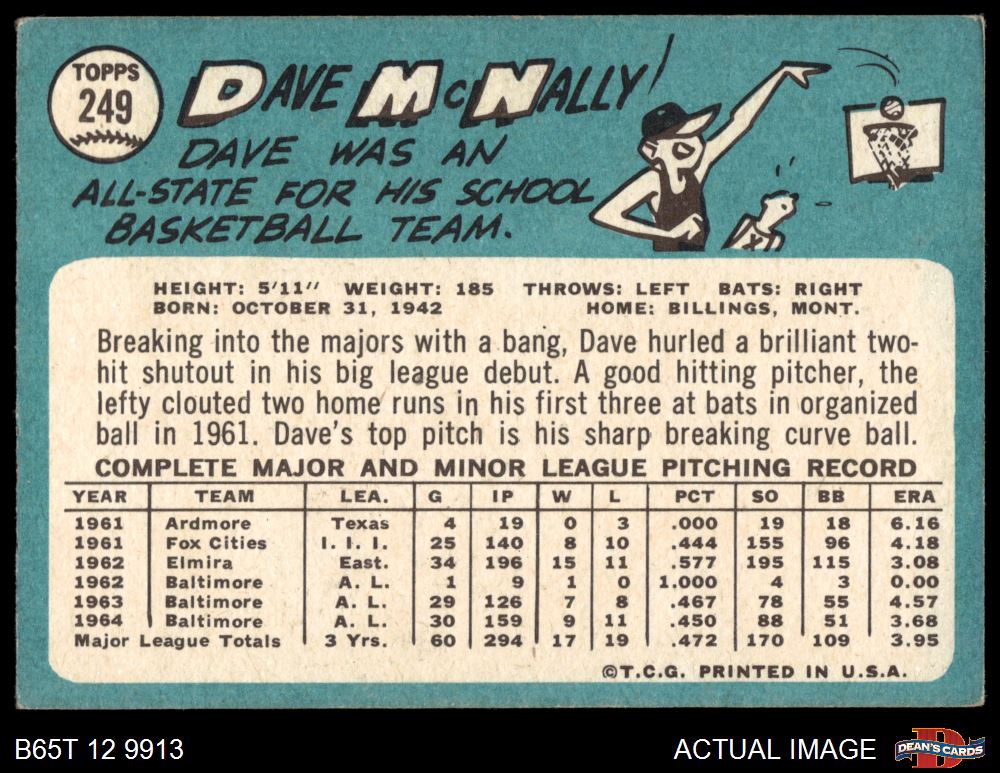 TOPPS
249
DAVE McNALLY
DAVE WAS AN
ALL-STATE FOR HIS SCHOOL
BASKETBALL TEAM.
HEIGHT: 5'11" WEIGHT: 185 THROWS: LEFT BATS: RIGHT
BORN: OCTOBER 31, 1942 HOME: BILLINGS, MONT.
Breaking into the majors with a bang, Dave hurled a brilliant two-
hit shutout in his big league debut. A good hitting pitcher, the
lefty clouted two home runs in his first three at bats in organized
ball in 1961. Dave's top pitch is his sharp breaking curve ball.
COMPLETE MAJOR AND MINOR LEAGUE PITCHING RECORD
YEAR TEAM LEA. G IP W L PCT SO BB ERA
1961 Ardmore Texas 4 19 0 3 .000 19 18 6.16
1961 Fox Cities I. I. I. 25 140 8 10 .444 155 96 4.18
1962 Elmira East. 34 196 15 11 .577 195 115 3.08
1962 Baltimore A. L. 1 9 1 0 1.000 4 3 0.00
1963 Baltimore A. L. 29 126 7 8 .467 78 55 4.57
1964 Baltimore A. L. 30 159 9 11 .450 88 51 3.68
Major League Totals 3 Yrs. 60 294 17 19 .472 170 109 3.95
©T.C.G. PRINTED IN U.S.A.
B65T 12 9913 ACTUAL IMAGE DEAN'S CARDS